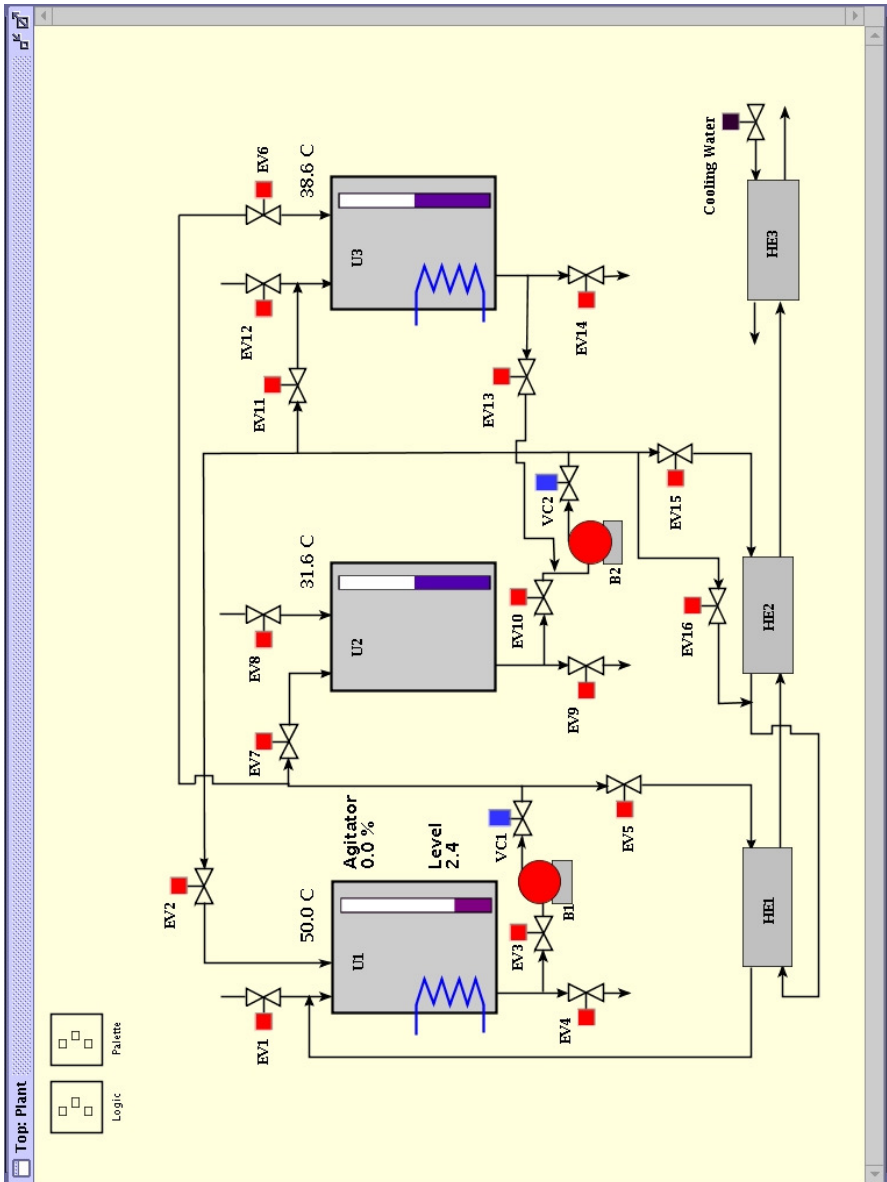 Top: Plant
Logic
Palette
EV1
EV2
50.0 C
U1
Agitator
0.0 %
Level
2.4
EV3
EV4
B1
VC1
EV5
HE1
EV7
EV8
31.6 C
U2
EV9
EV10
B2
VC2
EV16
EV15
HE2
EV11
EV12
EV6
38.6 C
U3
EV13
EV14
Cooling Water
HE3